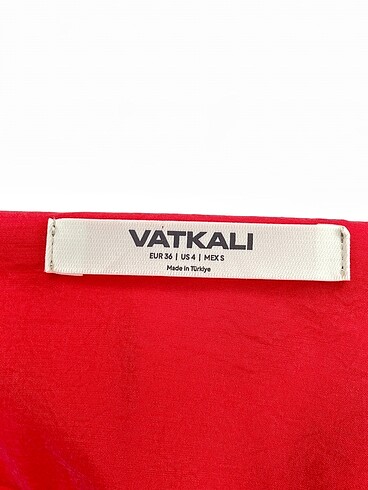 VATKALI
EUR 36 | US 4 | MEX S
Made in Türkiye